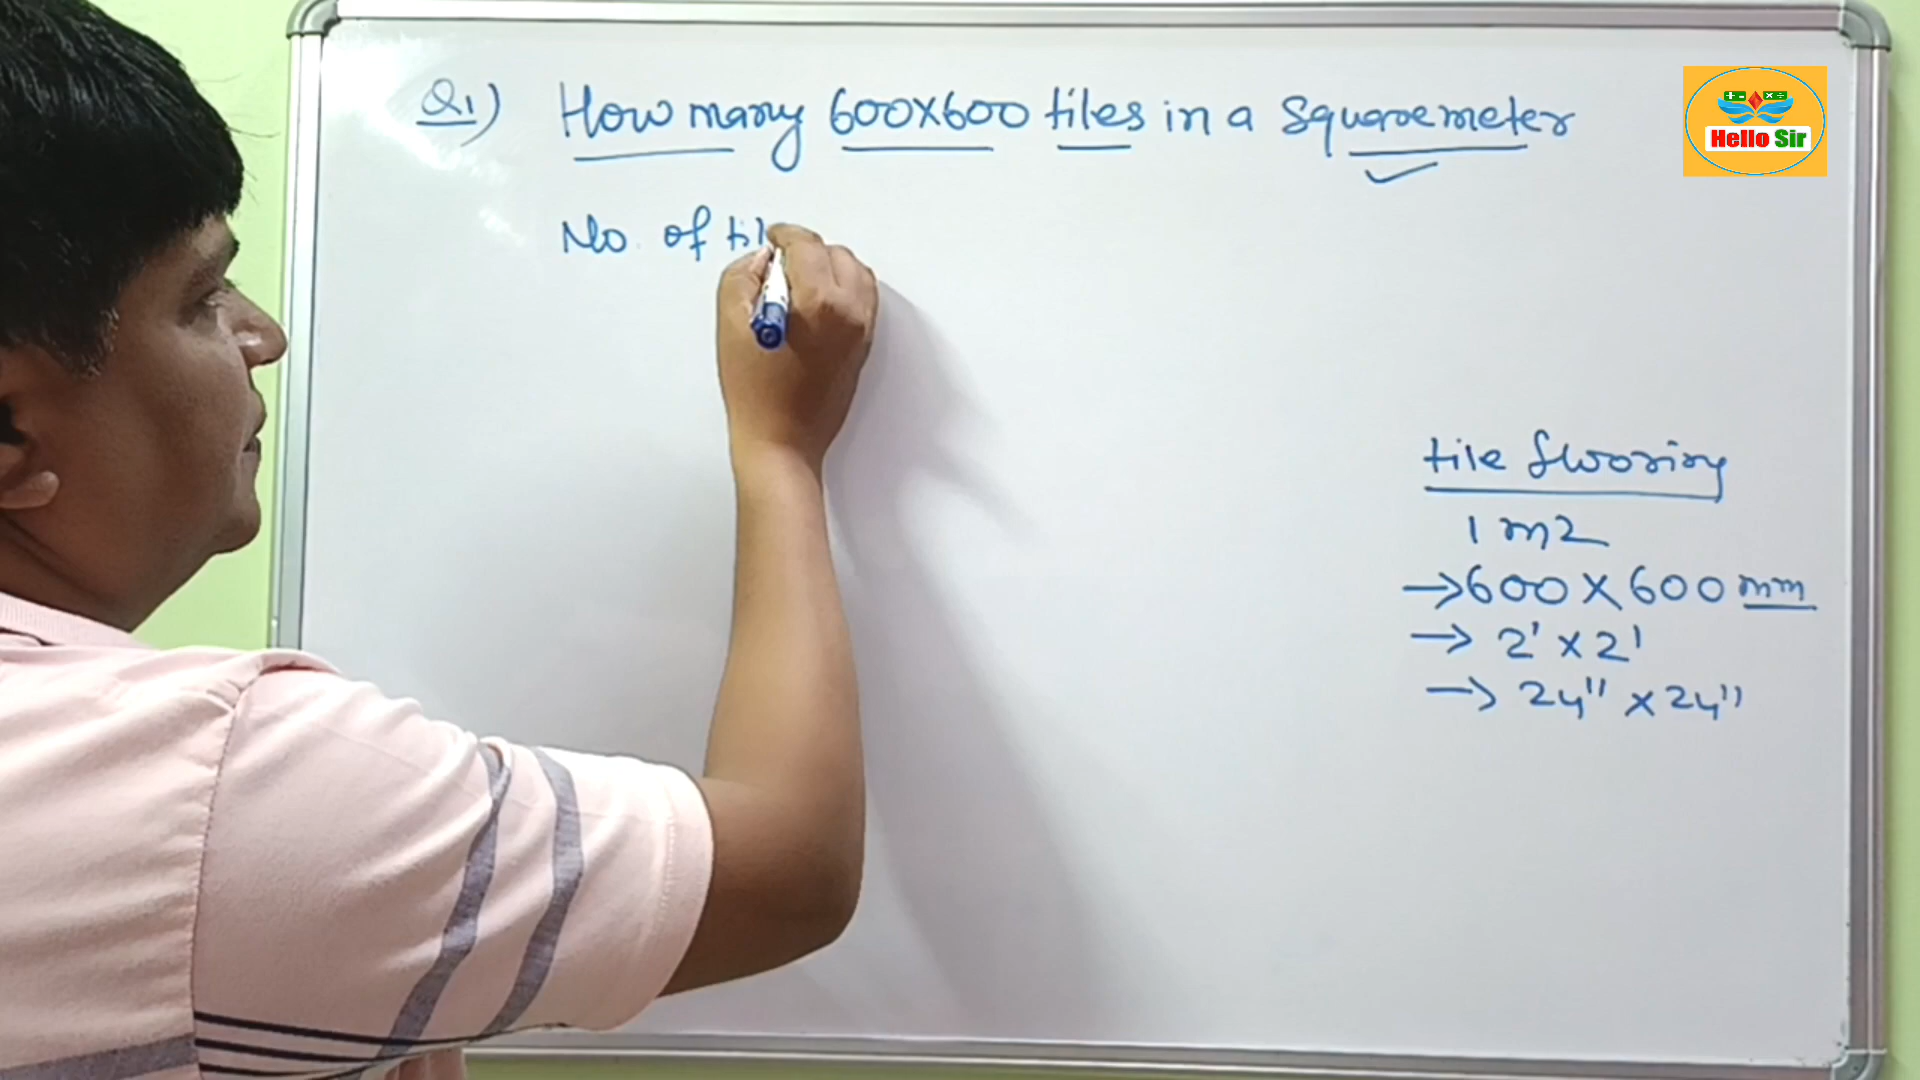 Q1) How many 600x600 tiles in a squaremeter
No. of til
tile flooring
1 m2
→600 X 600 mm
→ 2' x 2'
→ 24" x 24"
+ - × ÷
Hello Sir